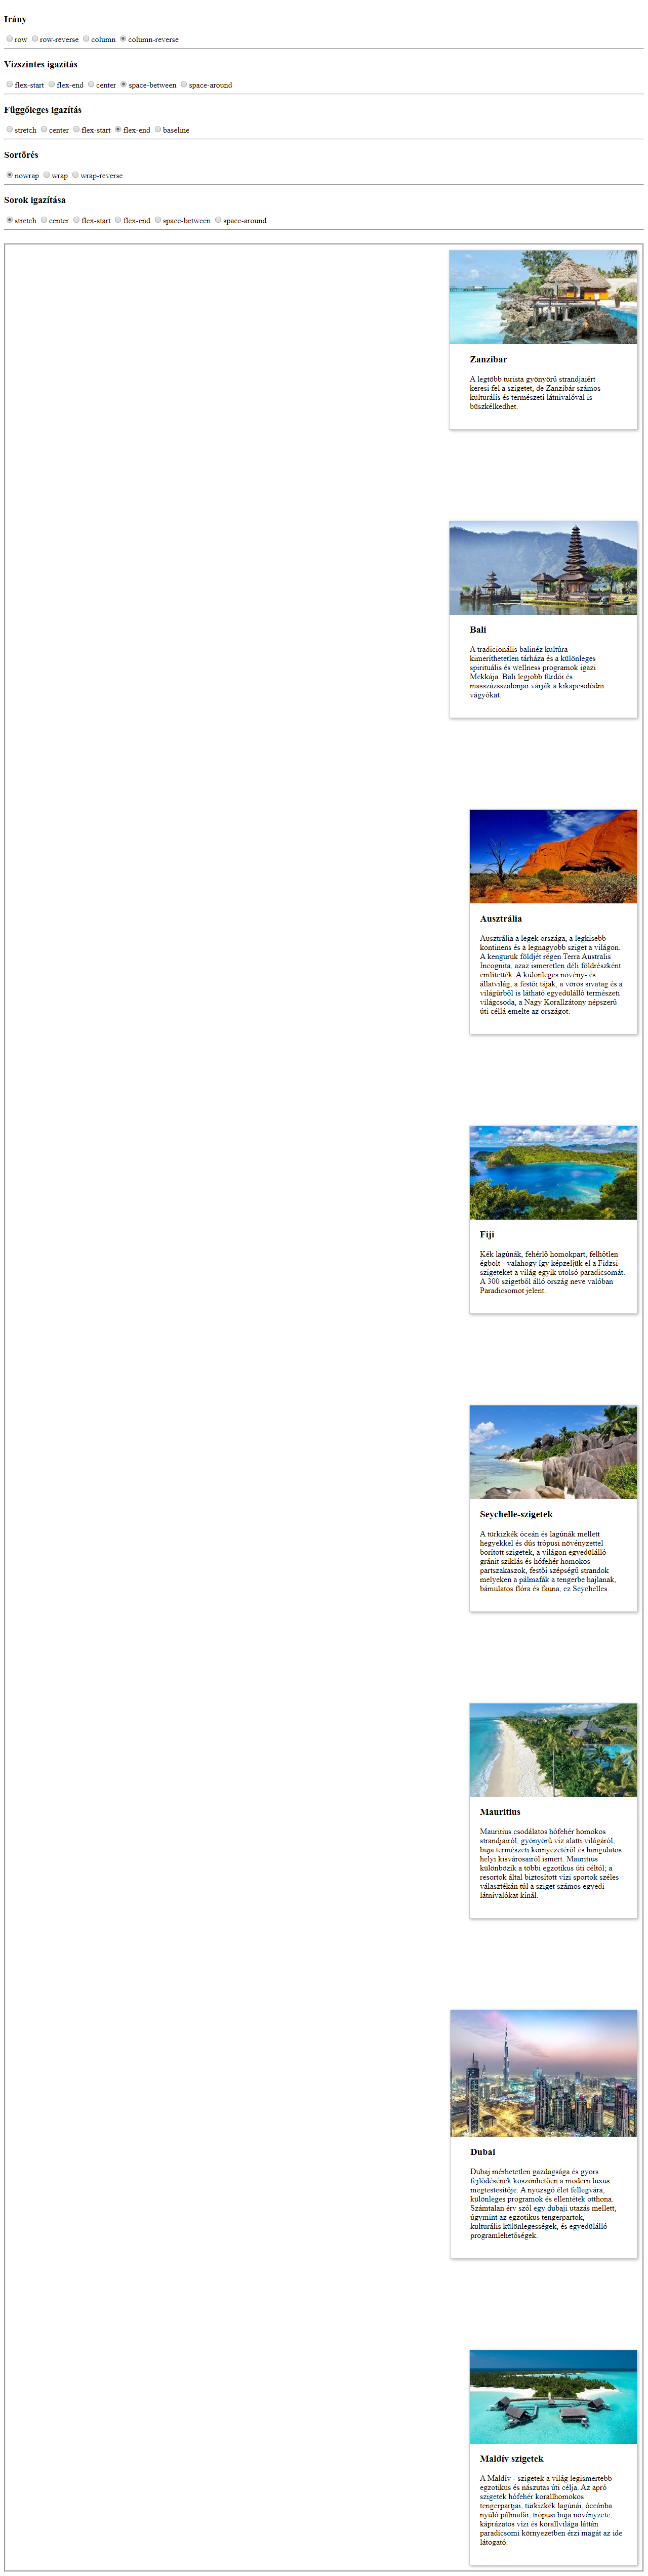 Irány
row row-reverse column column-reverse
Vízszintes igazítás
flex-start flex-end center space-between space-around
Függőleges igazítás
stretch center flex-start flex-end baseline
Sortörés
nowrap wrap wrap-reverse
Sorok igazítása
stretch center flex-start flex-end space-between space-around
Zanzibar
A legtöbb turista gyönyörű strandjaiért
keresi fel a szigetet, de Zanzibár számos
kulturális és természeti látnivalóval is
büszkélkedhet.
Bali
A tradicionális balinéz kultúra
kimeríthetetlen tárháza és a különleges
spirituális és wellness programok igazi
Mekkája. Bali legjobb fürdői és
masszázsszalonjai várják a kikapcsolódni
vágyókat.
Ausztrália
Ausztrália a legek országa, a legkisebb
kontinens és a legnagyobb sziget a világon.
A kenguruk földjét régen Terra Australis
Incognita, azaz ismeretlen déli földrészként
említették. A különleges növény- és
állatvilág, a festői tájak, a vörös sivatag és a
világűrből is látható egyedülálló természeti
világcsoda, a Nagy Korallzátony népszerű
úti céllá emelte az országot.
Fiji
Kék lagúnák, fehérlő homokpart, felhőtlen
égbolt - valahogy így képzeljük el a Fidzsi-
szigeteket a világ egyik utolsó paradicsomát.
A 300 szigetből álló ország neve valóban
Paradicsomot jelent.
Seychelle-szigetek
A türkizkék óceán és lagúnák mellett
hegyekkel és dús trópusi növényzettel
borított szigetek, a világon egyedülálló
gránit sziklás és hófehér homokos
partszakaszok, festői szépségű strandok
melyeken a pálmafák a tengerbe hajlanak,
bámulatos flóra és fauna, ez Seychelles.
Mauritius
Mauritius csodálatos hófehér homokos
strandjairól, gyönyörű víz alatti világáról,
buja természeti környezetéről és hangulatos
helyi kisvárosairól ismert. Mauritius
különbözik a többi egzotikus úti céltól; a
resortok által biztosított vízi sportok széles
választékán túl a sziget számos egyedi
látnivalókat kínál.
Dubai
Dubaj mérhetetlen gazdagsága és gyors
fejlődésének köszönhetően a modern luxus
megtestesítője. A nyüzsgő élet fellegvára,
különleges programok és ellentétek otthona.
Számtalan érv szól egy dubaji utazás mellett,
úgymint az egzotikus tengerpartok,
kulturális különlegességek, és egyedülálló
programlehetőségek.
Maldív szigetek
A Maldív - szigetek a világ legismertebb
egzotikus és nászutas úti célja. Az apró
szigetek hófehér korallhomokos
tengerpartjai, türkizkék lagúnái, óceánba
nyúló pálmafái, trópusi buja növényzete,
káprázatos vízi és korallvilága láttán
paradicsomi környezetben érzi magát az ide
látogató.